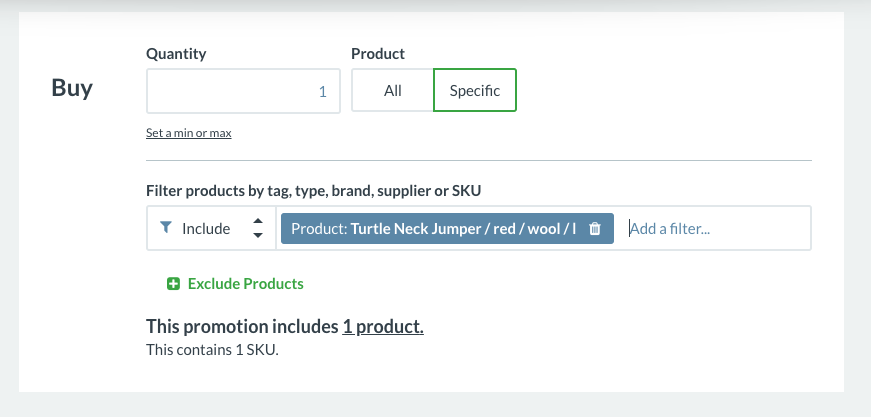 Quantity
Product
Buy
1
All
Specific
Set a min or max
Filter products by tag, type, brand, supplier or SKU
Include
Product: Turtle Neck Jumper / red / wool / l
Add a filter...
Exclude Products
This promotion includes 1 product.
This contains 1 SKU.